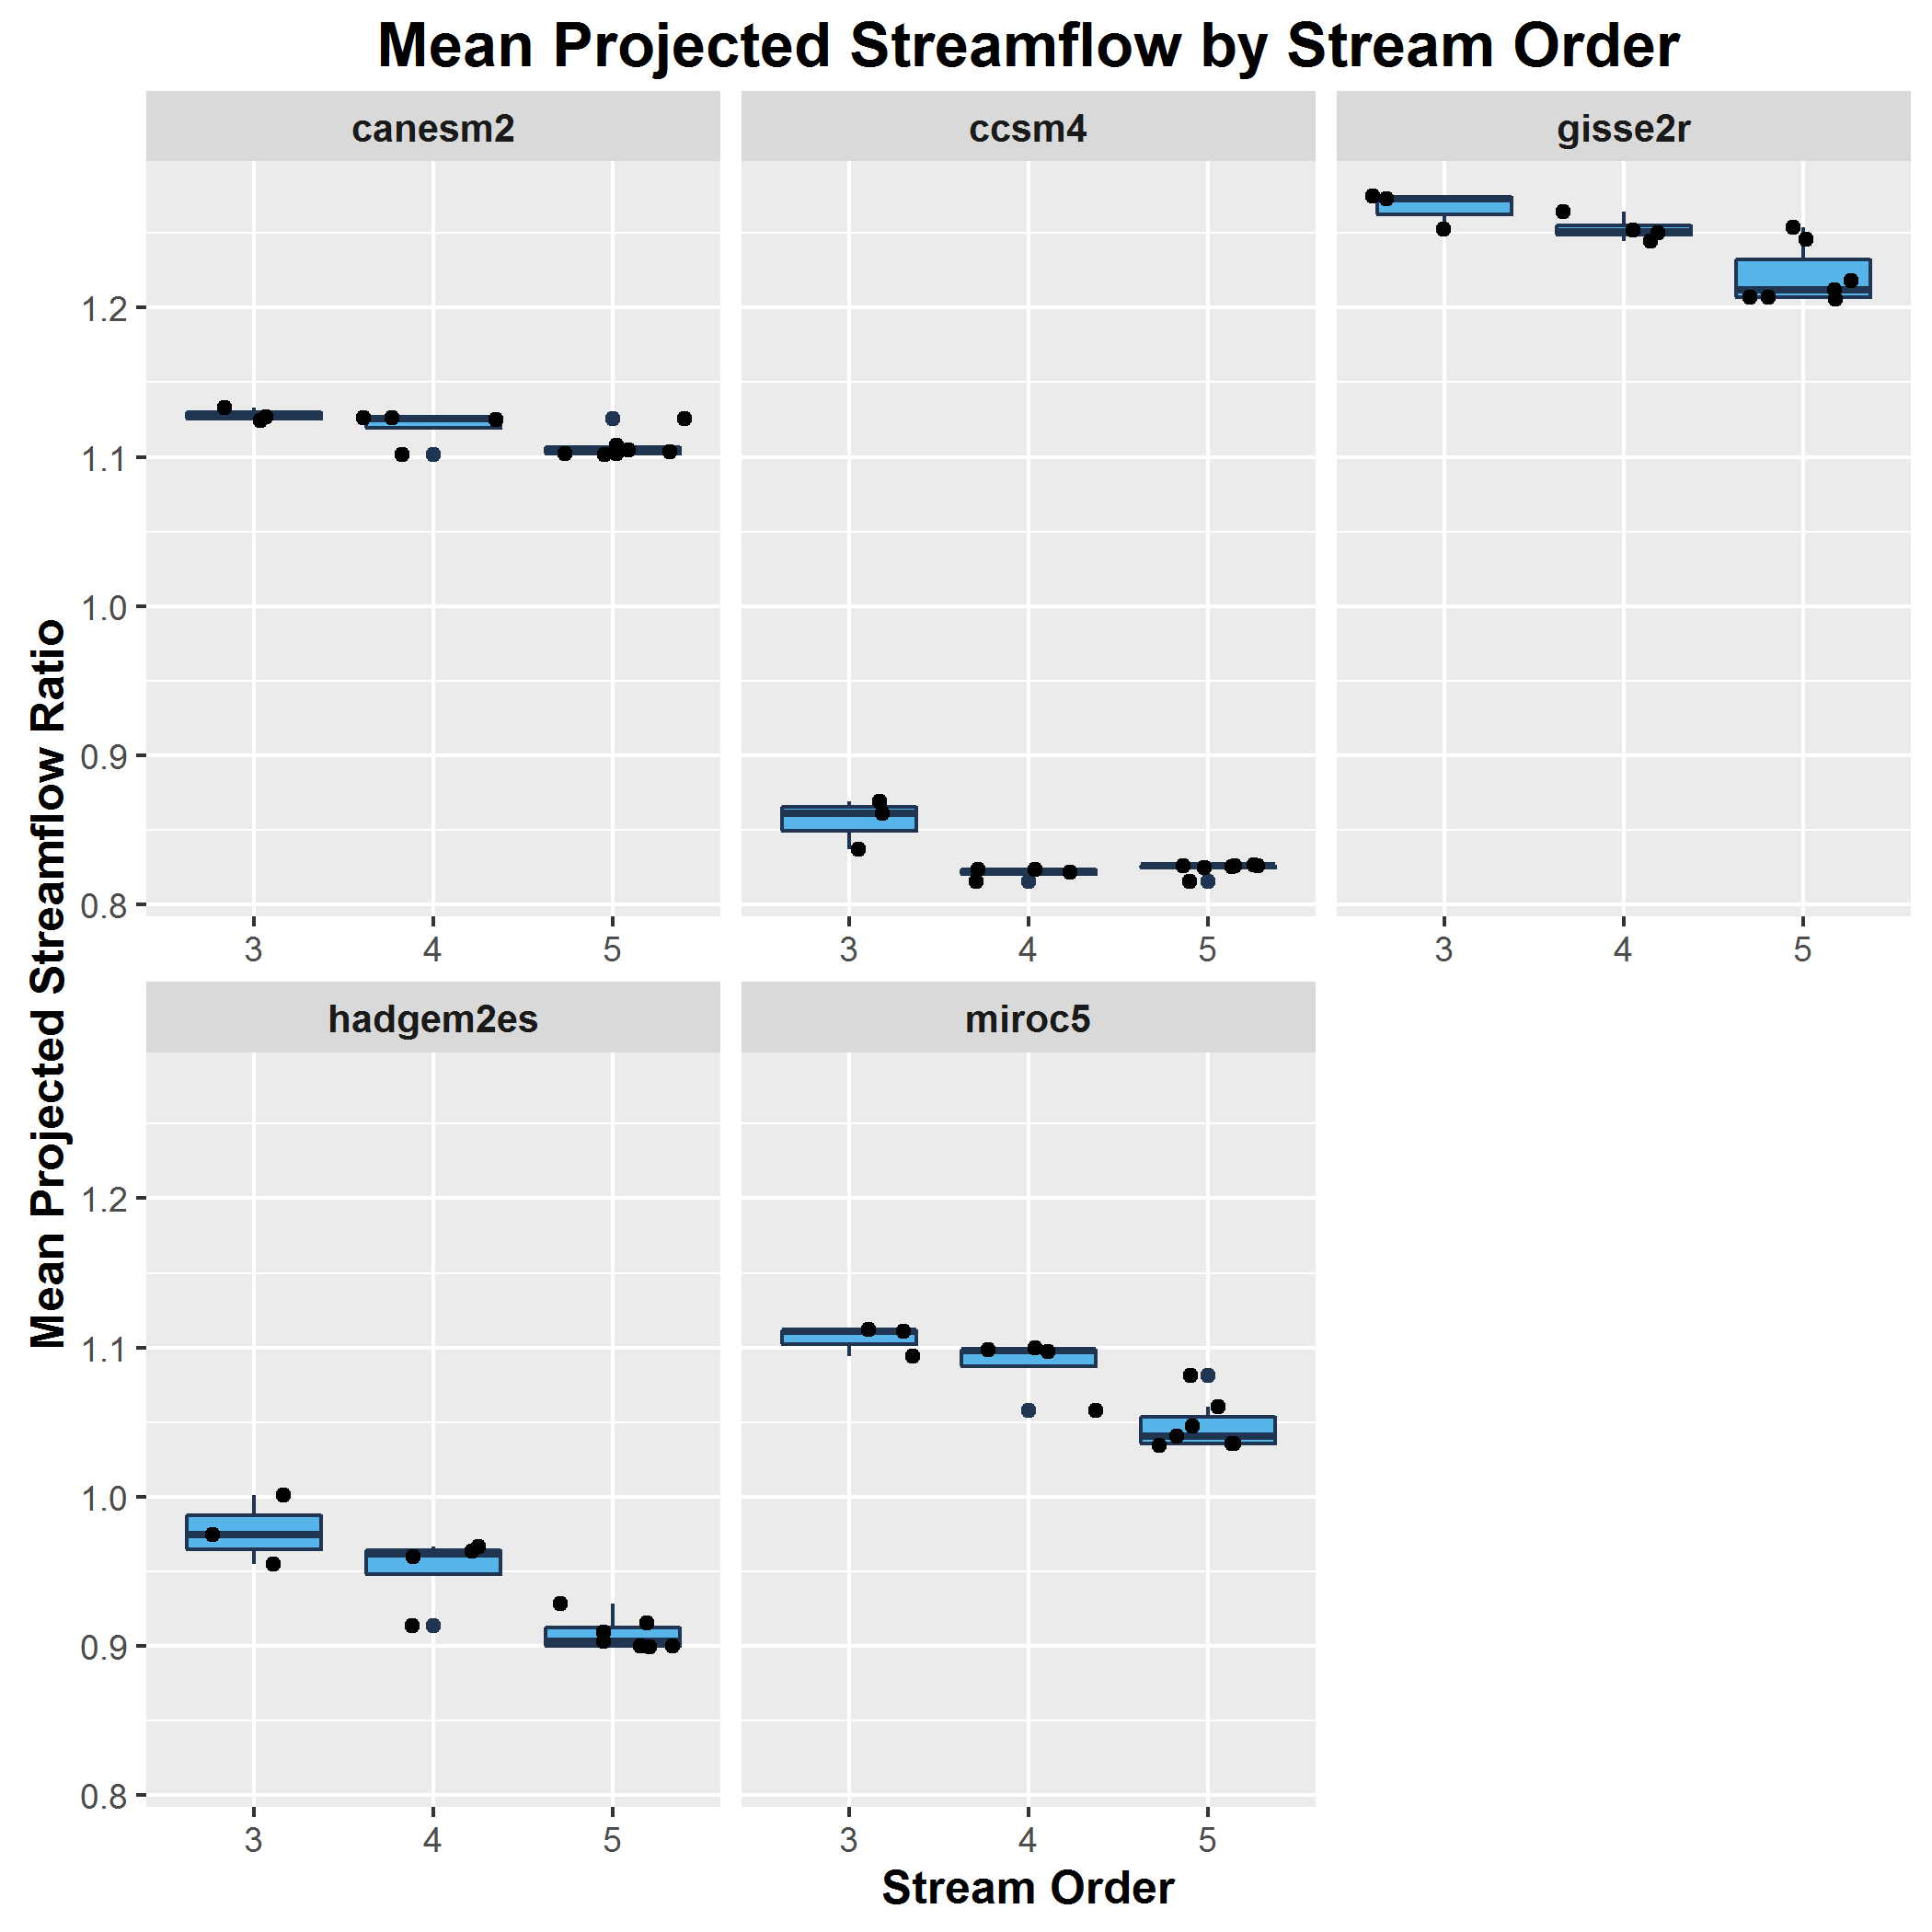 Mean Projected Streamflow by Stream Order
canesm2
ccsm4
gisse2r
1.2
1.1
1.0
0.9
0.8
3 4 5
3 4 5
3 4 5
Mean Projected Streamflow Ratio
hadgem2es
miroc5
1.2
1.1
1.0
0.9
0.8
3 4 5
3 4 5
Stream Order